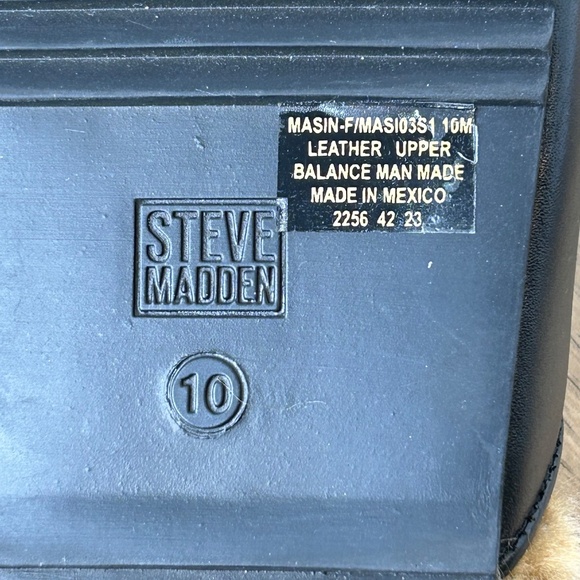 MASIN-F/MASI03S1 10M
LEATHER UPPER
BALANCE MAN MADE
MADE IN MEXICO
2256 42 23
STEVE
MADDEN
10